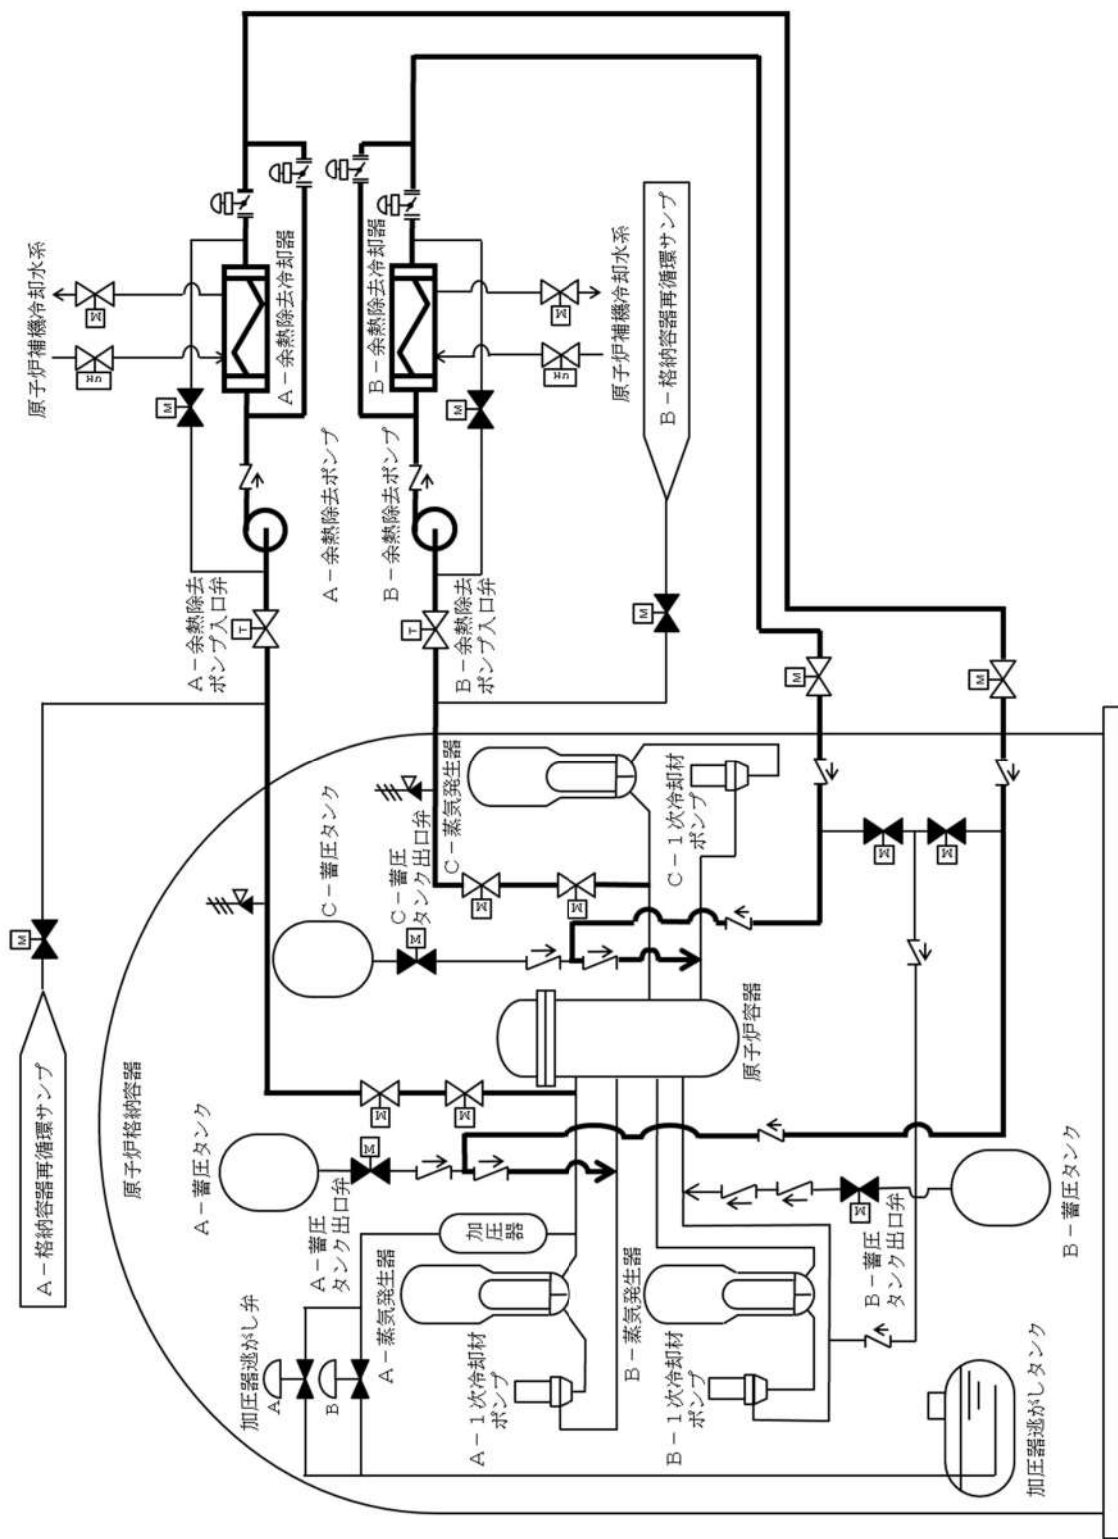 A-格納容器再循環サンプ
M
原子炉格納容器
A-余熱除去
ポンプ入口弁
T
A-余熱除去ポンプ
A-余熱除去冷却器
原子炉補機冷却水系
M
M
B-余熱除去
ポンプ入口弁
T
B-余熱除去ポンプ
B-余熱除去冷却器
原子炉補機冷却水系
M
M
B-格納容器再循環サンプ
M
加圧器逃がし弁
A
B
A-蓄圧タンク
A-蓄圧
タンク出口弁
M
M
M
C-蓄圧タンク
C-蓄圧
タンク出口弁
M
M
M
C-蒸気発生器
C-1次冷却材
ポンプ
加圧器
A-蒸気発生器
A-1次冷却材
ポンプ
原子炉容器
B-蒸気発生器
B-1次冷却材
ポンプ
B-蓄圧
タンク出口弁
M
B-蓄圧タンク
加圧器逃がしタンク
M
M
M
M